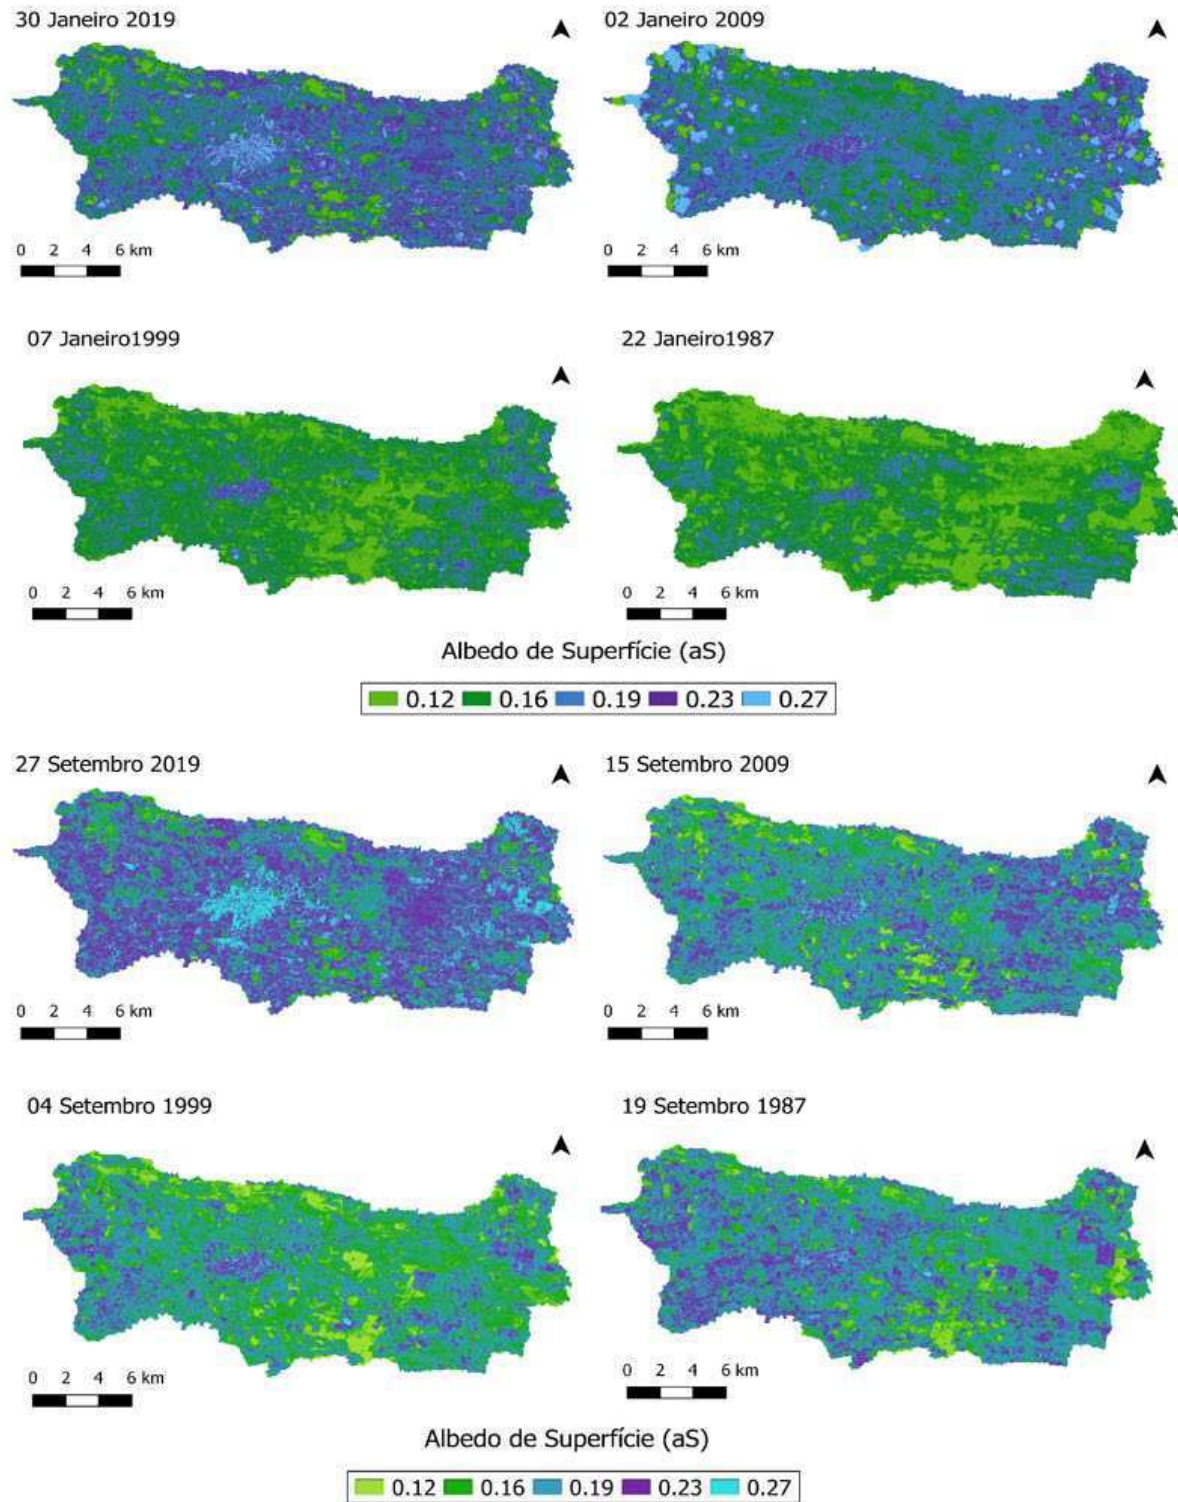 30 Janeiro 2019
02 Janeiro 2009
0 2 4 6 km
0 2 4 6 km
07 Janeiro1999
22 Janeiro1987
0 2 4 6 km
0 2 4 6 km
Albedo de Superfície (aS)
0.12 0.16 0.19 0.23 0.27
27 Setembro 2019
15 Setembro 2009
0 2 4 6 km
0 2 4 6 km
04 Setembro 1999
19 Setembro 1987
0 2 4 6 km
0 2 4 6 km
Albedo de Superfície (aS)
0.12 0.16 0.19 0.23 0.27